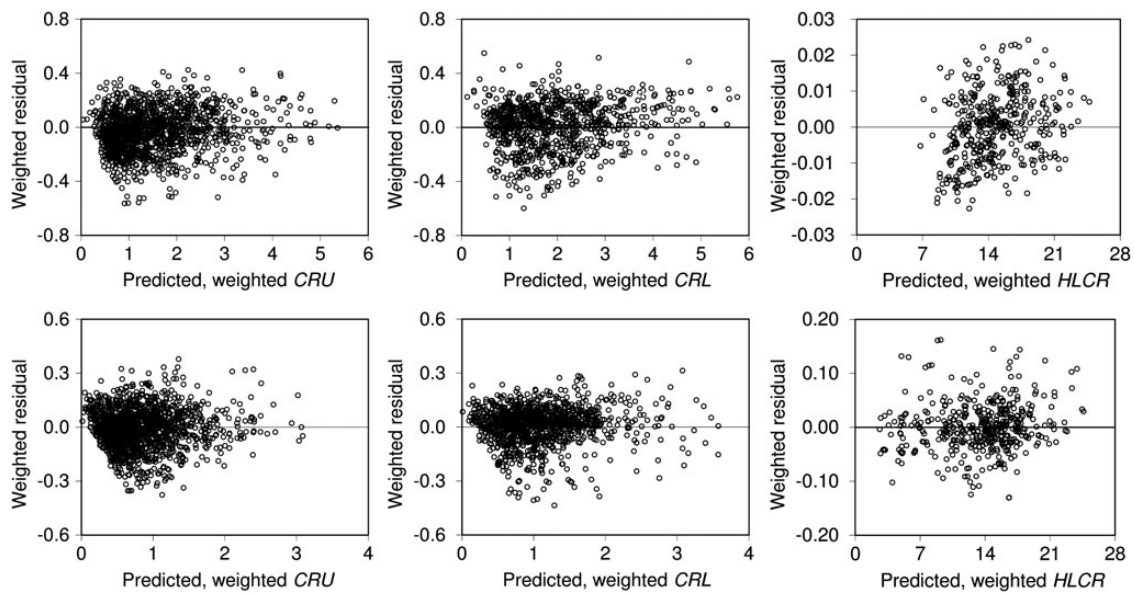 0.8
0.4
0.0
-0.4
-0.8
Weighted residual
0 1 2 3 4 5 6
Predicted, weighted CRU
0.8
0.4
0.0
-0.4
-0.8
Weighted residual
0 1 2 3 4 5 6
Predicted, weighted CRL
0.03
0.02
0.01
0.00
-0.01
-0.02
-0.03
Weighted residual
0 7 14 21 28
Predicted, weighted HLCR
0.6
0.3
0.0
-0.3
-0.6
Weighted residual
0 1 2 3 4
Predicted, weighted CRU
0.6
0.3
0.0
-0.3
-0.6
Weighted residual
0 1 2 3 4
Predicted, weighted CRL
0.20
0.10
0.00
-0.10
-0.20
Weighted residual
0 7 14 21 28
Predicted, weighted HLCR